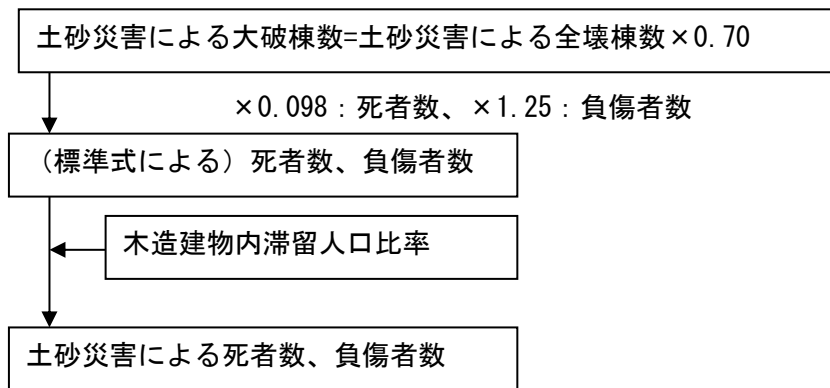 土砂災害による大破棟数=土砂災害による全壊棟数×0.70
×0.098：死者数、×1.25：負傷者数
（標準式による）死者数、負傷者数
木造建物内滞留人口比率
土砂災害による死者数、負傷者数